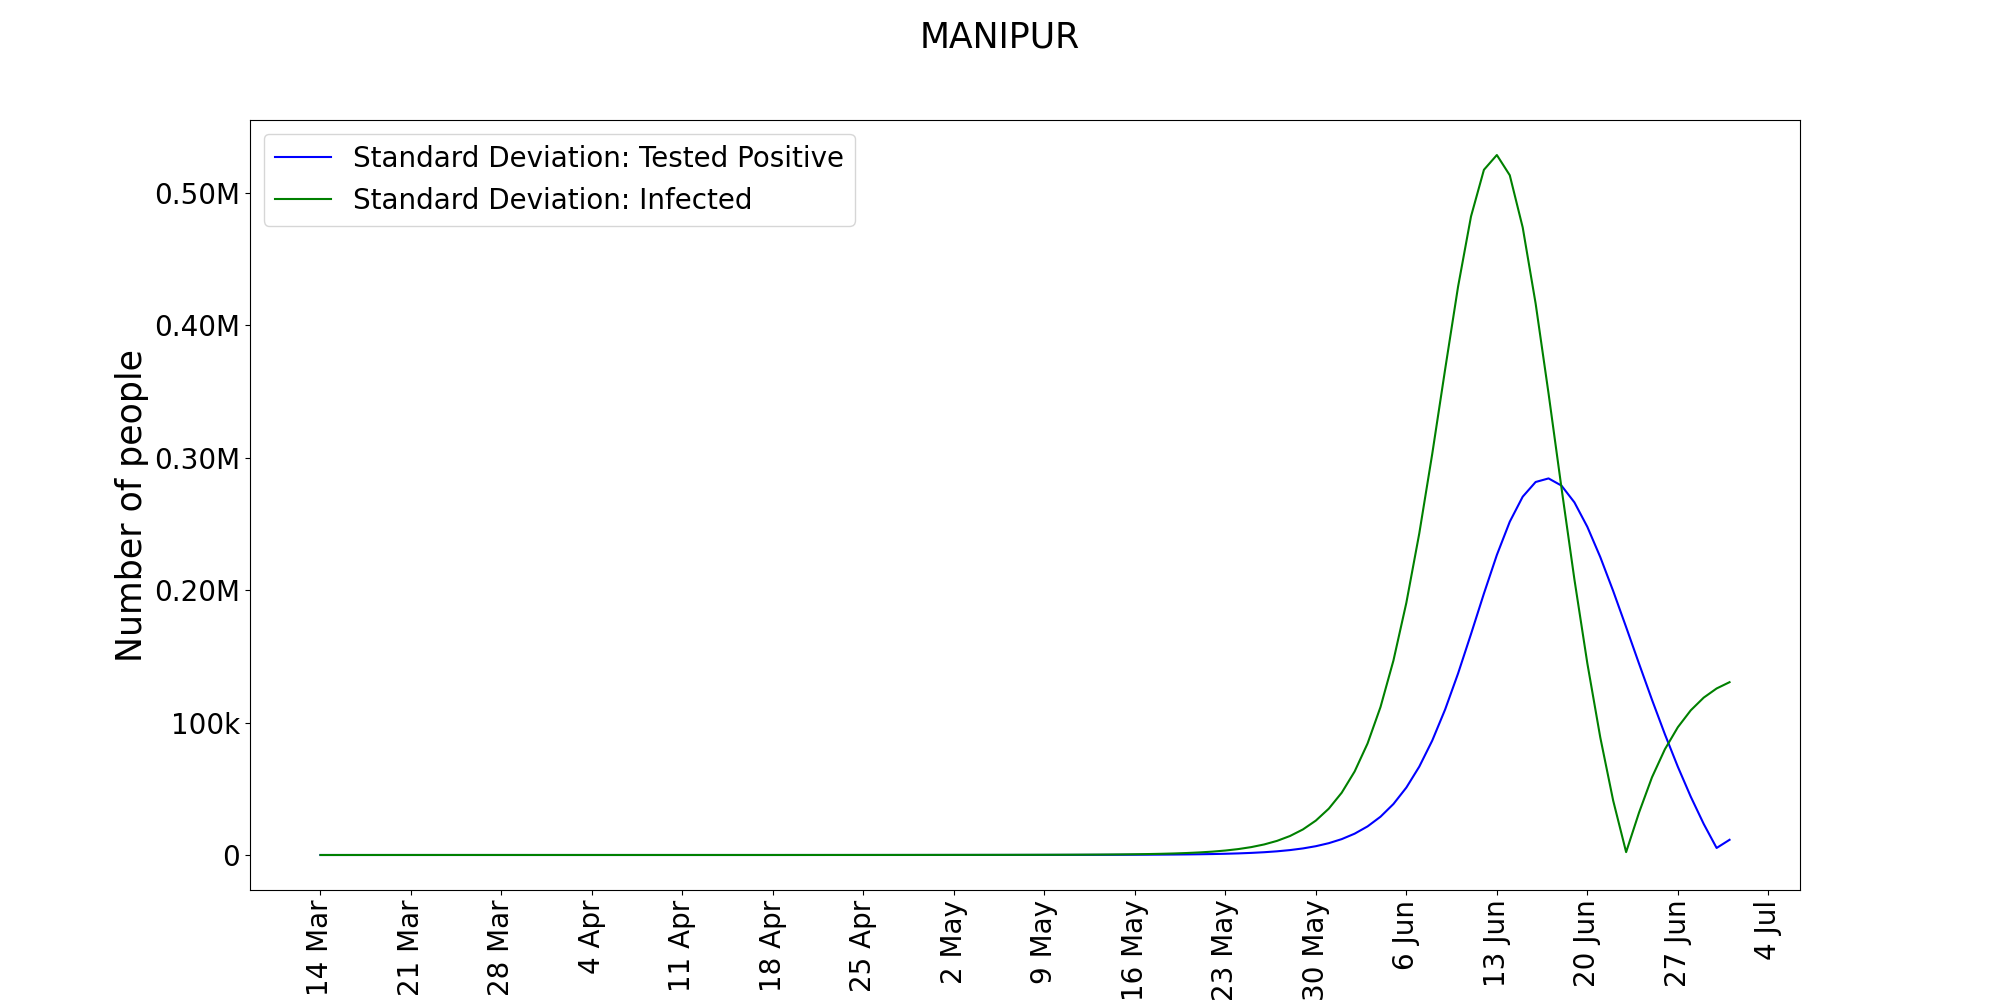 MANIPUR
Standard Deviation: Tested Positive
Standard Deviation: Infected
Number of people
0.50M
0.40M
0.30M
0.20M
100k
0
14 Mar
21 Mar
28 Mar
4 Apr
11 Apr
18 Apr
25 Apr
2 May
9 May
16 May
23 May
30 May
6 Jun
13 Jun
20 Jun
27 Jun
4 Jul